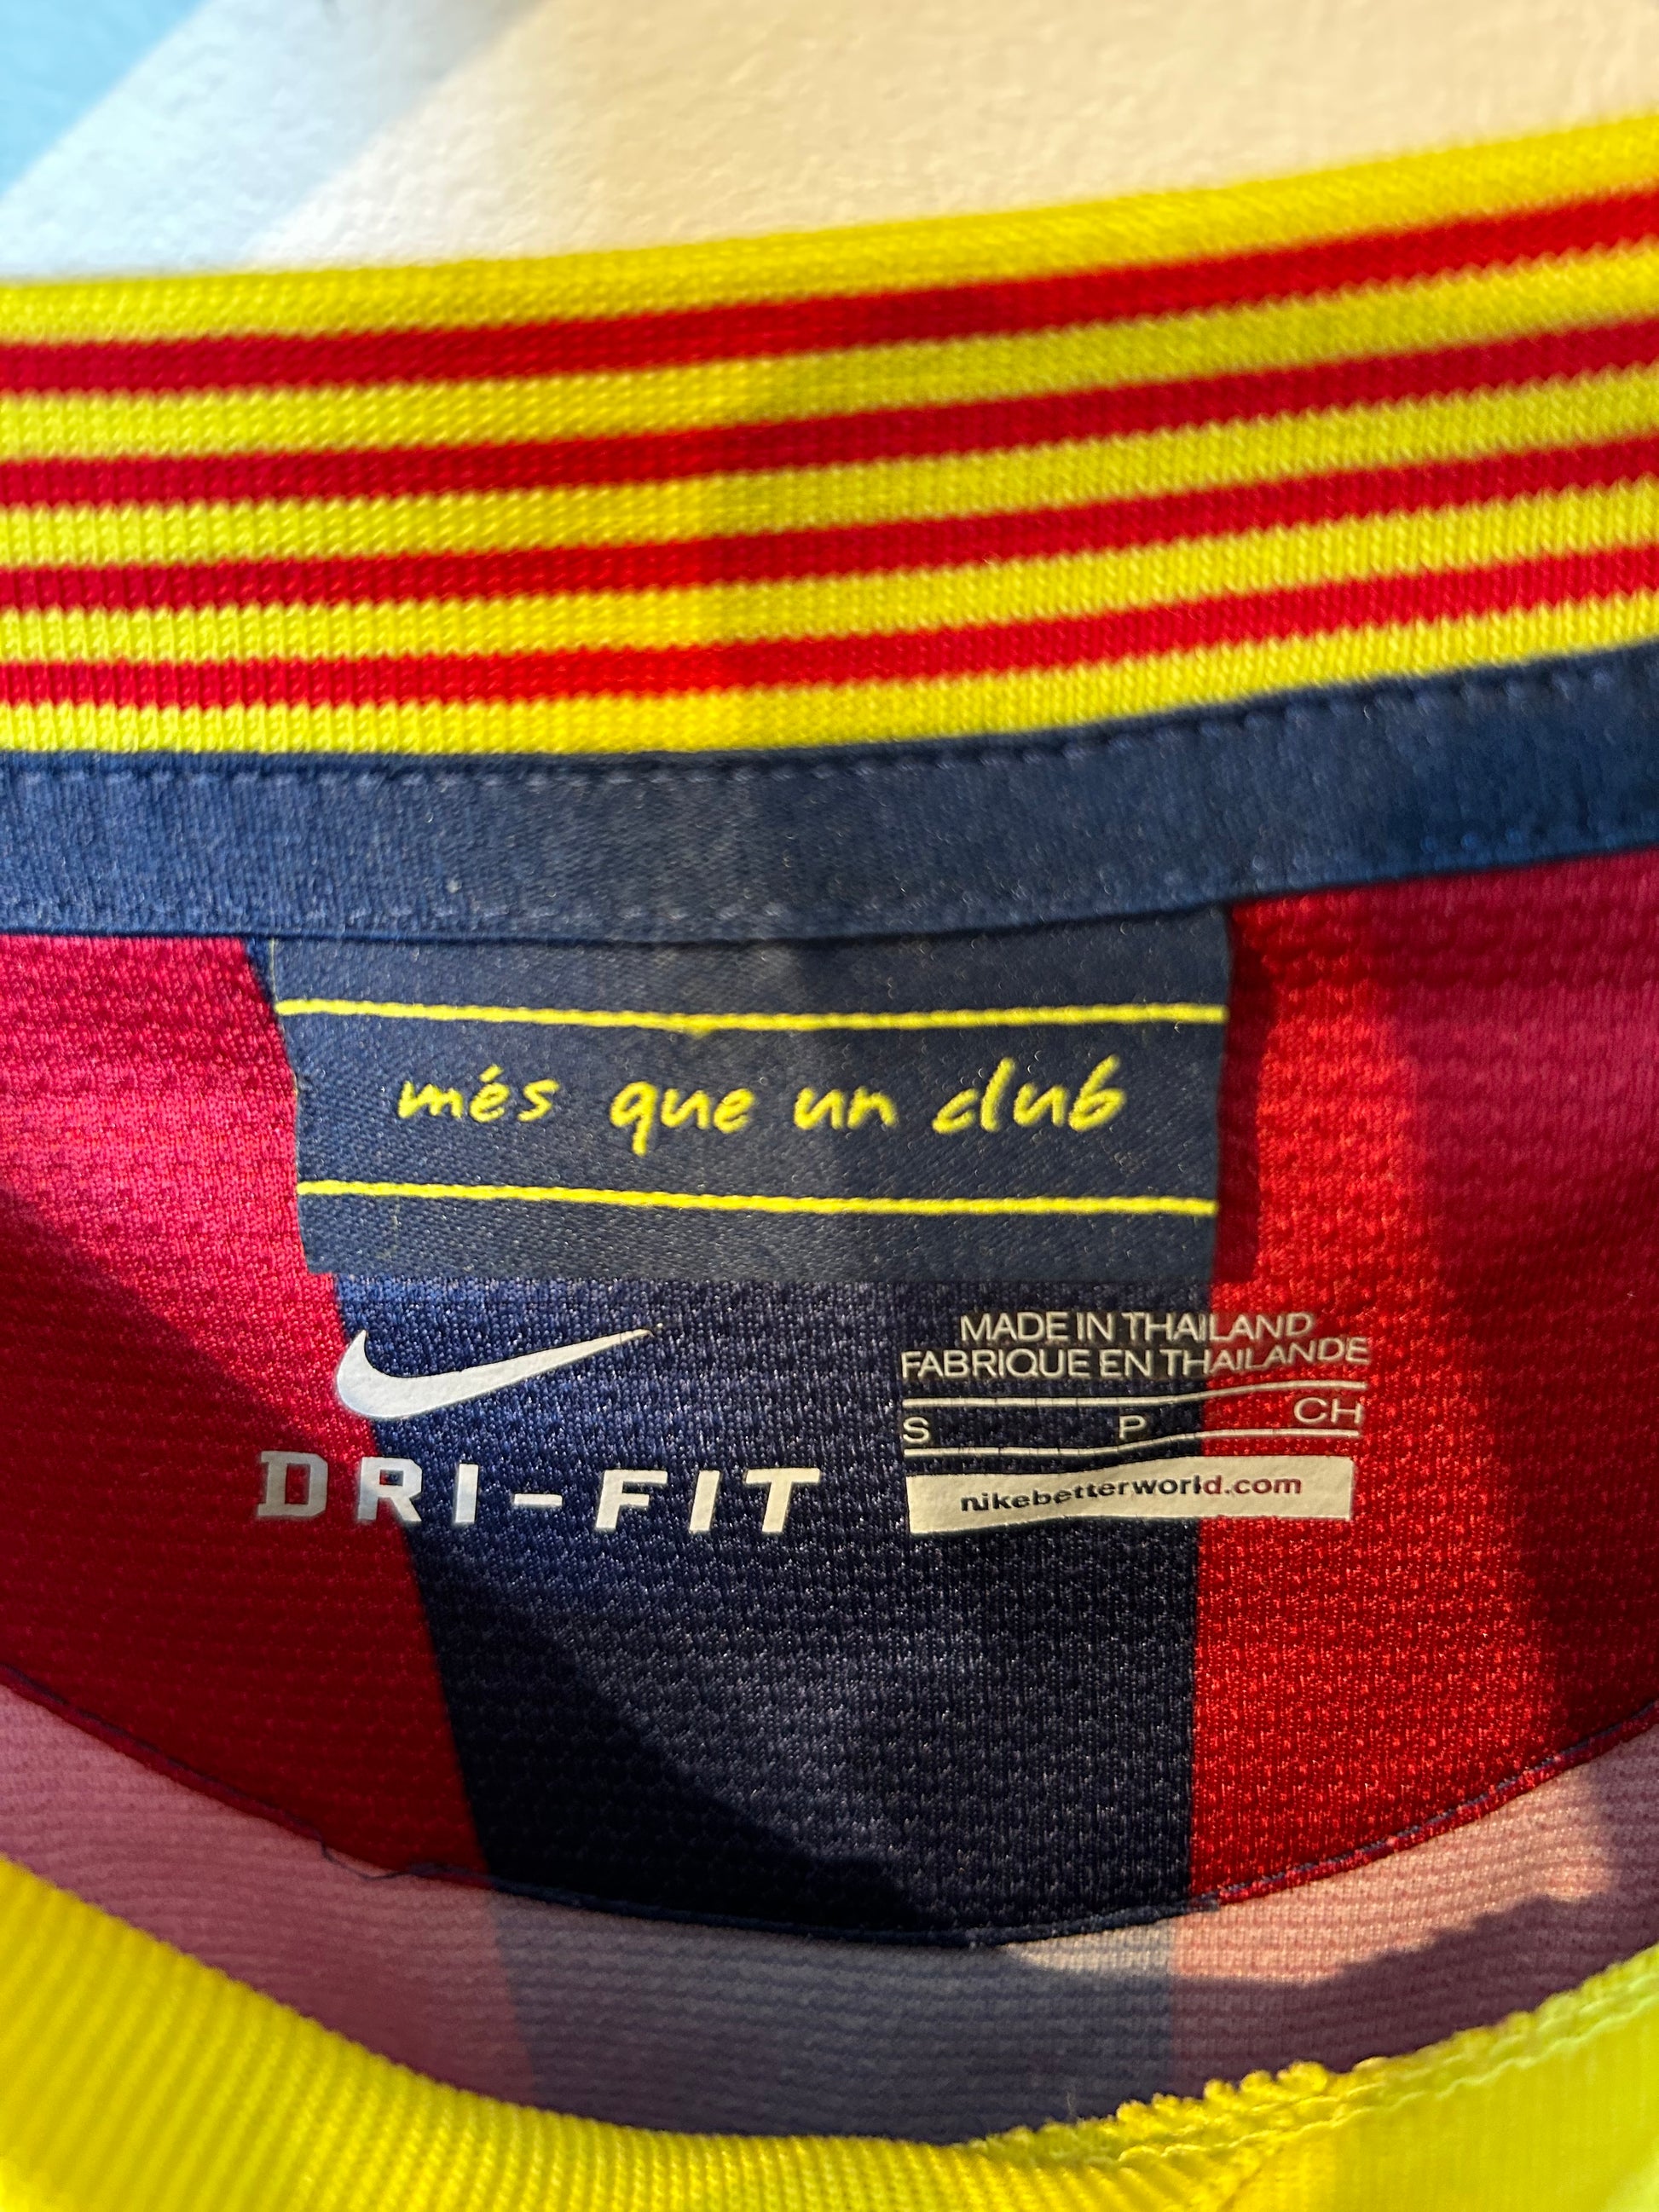 més que un club
DRI-FIT
MADE IN THAILAND
FABRIQUE EN THAILANDE
S P CH
nikebetterworld.com